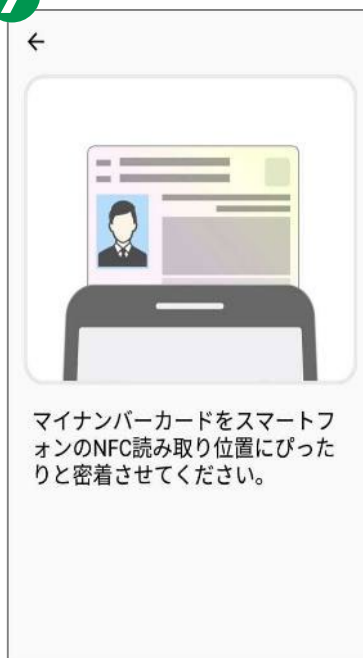 マイナンバーカードをスマートフ
ォンのNFC読み取り位置にぴった
りと密着させてください。